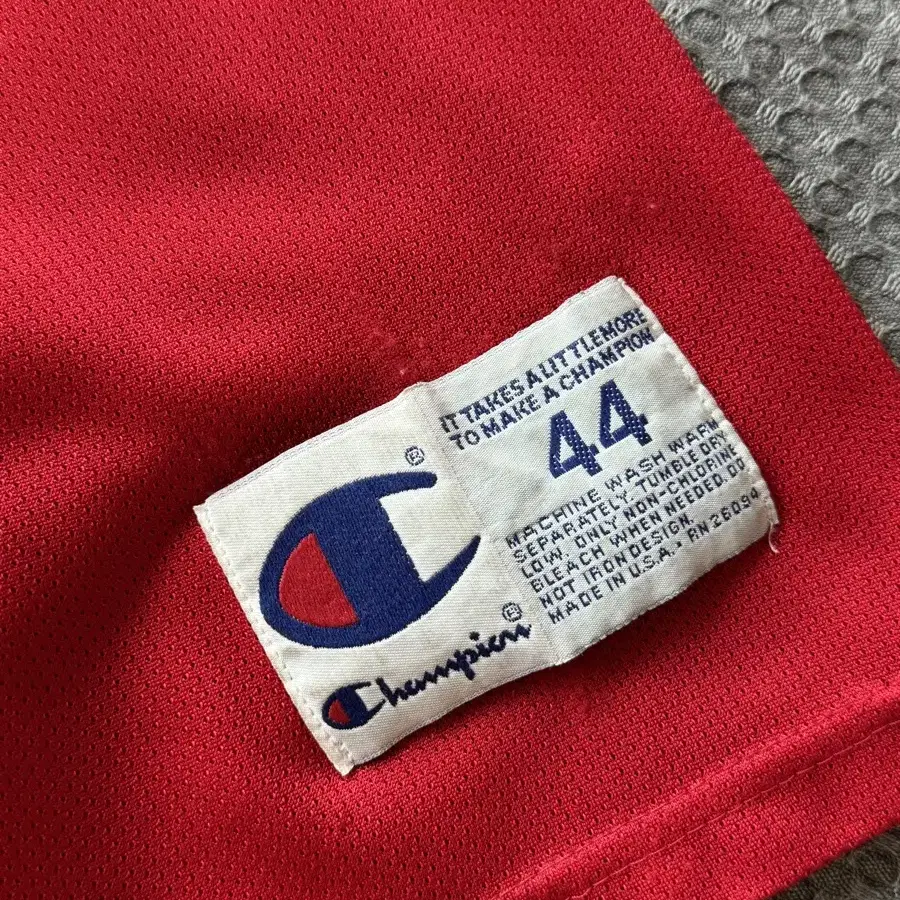 ®
Champion®
IT TAKES A LITTLE MORE
TO MAKE A CHAMPION
44
MACHINE WASH WARM
SEPARATELY. TUMBLE DRY
LOW. ONLY NON-CHLORINE
BLEACH WHEN NEEDED. DO
NOT IRON DESIGN.
MADE IN U.S.A. • RN 26094